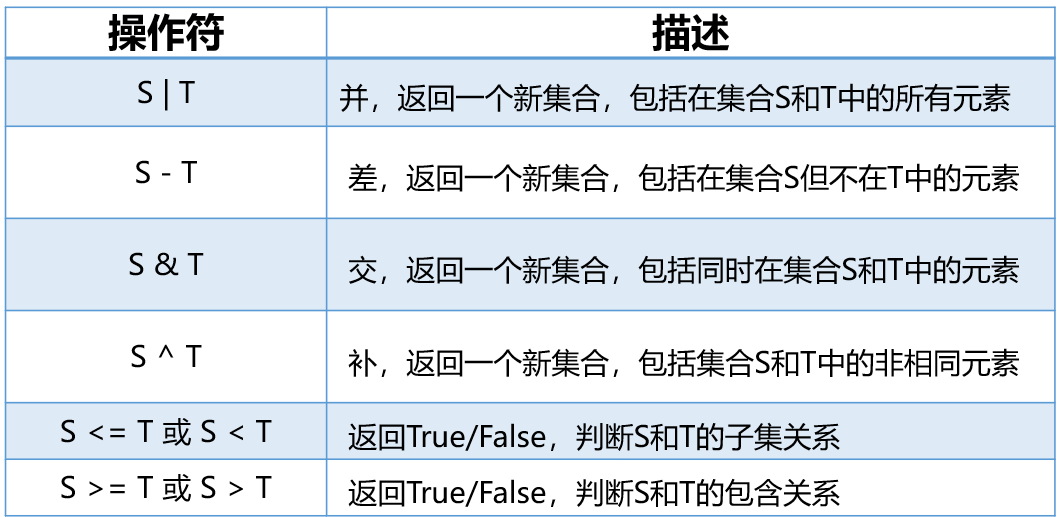 操作符 描述
S | T 并，返回一个新集合，包括在集合S和T中的所有元素
S - T 差，返回一个新集合，包括在集合S但不在T中的元素
S & T 交，返回一个新集合，包括同时在集合S和T中的元素
S ^ T 补，返回一个新集合，包括集合S和T中的非相同元素
S <= T 或 S < T 返回True/False，判断S和T的子集关系
S >= T 或 S > T 返回True/False，判断S和T的包含关系